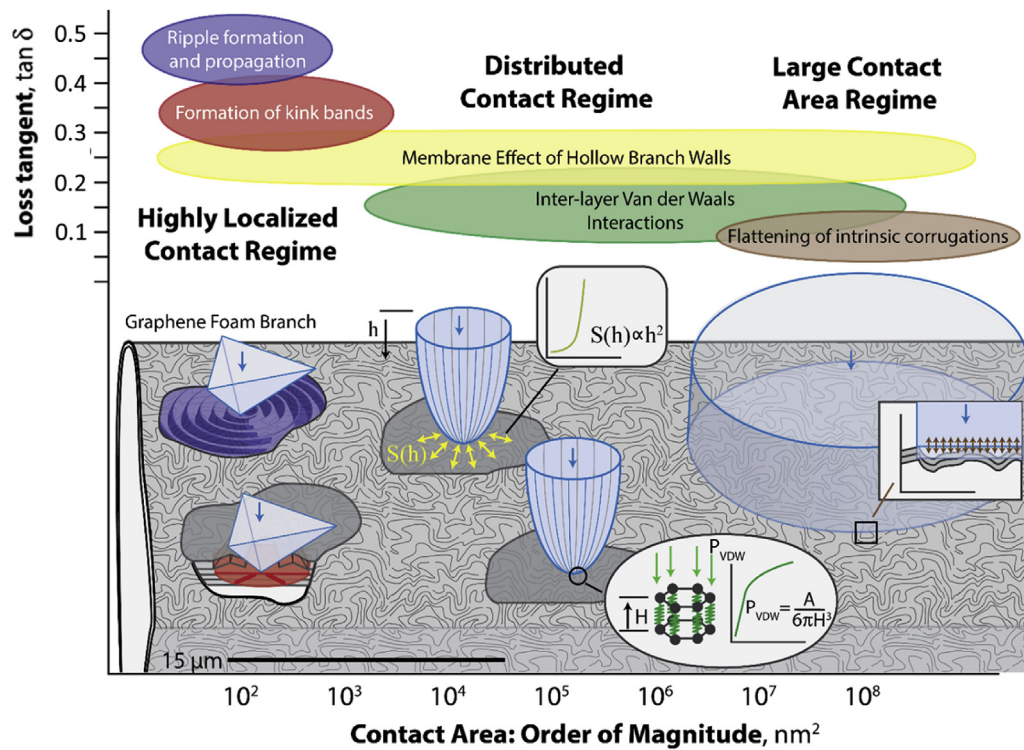 Loss tangent, tan δ
0.5
0.4
0.3
0.2
0.1
Ripple formation
and propagation
Formation of kink bands
Distributed
Contact Regime
Large Contact
Area Regime
Membrane Effect of Hollow Branch Walls
Inter-layer Van der Waals
Interactions
Flattening of intrinsic corrugations
Highly Localized
Contact Regime
Graphene Foam Branch
h
S(h)∝h²
S(h)
P_VDW
H
P_VDW = A/6πH³
15 μm
10² 10³ 10⁴ 10⁵ 10⁶ 10⁷ 10⁸
Contact Area: Order of Magnitude, nm²